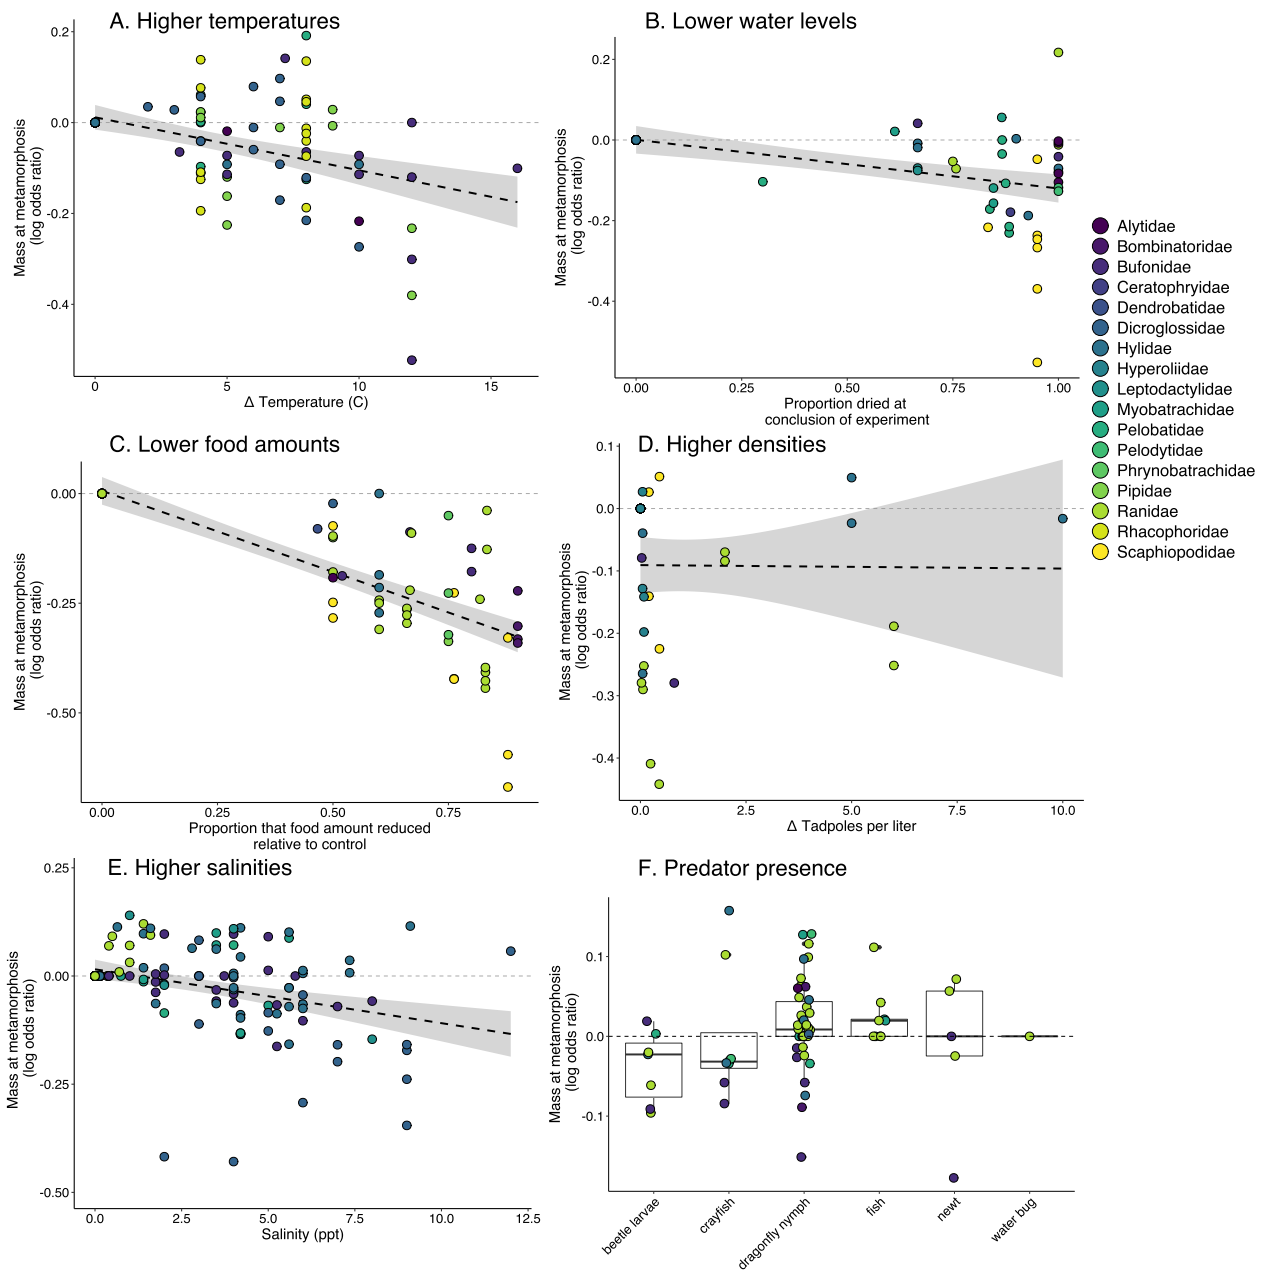 A. Higher temperatures
0.2
0.0
-0.2
-0.4
Mass at metamorphosis
(log odds ratio)
0
5
10
15
Δ Temperature (C)
B. Lower water levels
0.2
0.0
-0.2
-0.4
Mass at metamorphosis
(log odds ratio)
0.00
0.25
0.50
0.75
1.00
Proportion dried at
conclusion of experiment
Alytidae
Bombinatoridae
Bufonidae
Ceratophryidae
Dendrobatidae
Dicroglossidae
Hylidae
Hyperoliidae
Leptodactylidae
Myobatrachidae
Pelobatidae
Pelodytidae
Phrynobatrachidae
Pipidae
Ranidae
Rhacophoridae
Scaphiopodidae
C. Lower food amounts
0.00
-0.25
-0.50
Mass at metamorphosis
(log odds ratio)
0.00
0.25
0.50
0.75
Proportion that food amount reduced
relative to control
D. Higher densities
0.1
0.0
-0.1
-0.2
-0.3
-0.4
Mass at metamorphosis
(log odds ratio)
0.0
2.5
5.0
7.5
10.0
Δ Tadpoles per liter
E. Higher salinities
0.25
0.00
-0.25
-0.50
Mass at metamorphosis
(log odds ratio)
0.0
2.5
5.0
7.5
10.0
12.5
Salinity (ppt)
F. Predator presence
0.1
0.0
-0.1
Mass at metamorphosis
(log odds ratio)
beetle larvae
crayfish
dragonfly nymph
fish
newt
water bug